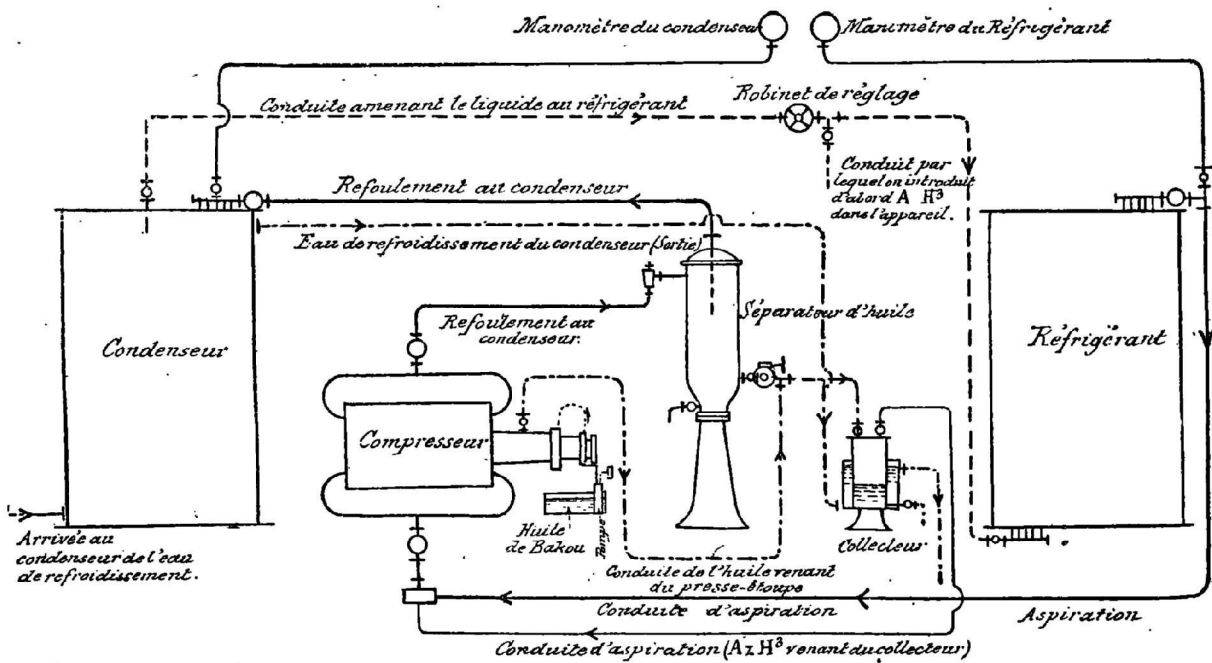 Manomètre du condenseur
Manomètre du Réfrigérant
Conduite amenant le liquide au réfrigérant
Robinet de réglage
Conduit par
lequel on introduit
d'abord A H³
dans l'appareil.
Refoulement au condenseur
Eau de refroidissement du condenseur (Sortie)
Refoulement au
condenseur.
Séparateur d'huile
Condenseur
Réfrigérant
Compresseur
Huile
de Bakou
Pompe
Collecteur
Arrivée au
condenseur de l'eau
de refroidissement.
Conduite de l'huile venant
du presse-étoupe
Conduite d'aspiration
Aspiration
Conduite d'aspiration (AzH³ venant du collecteur)